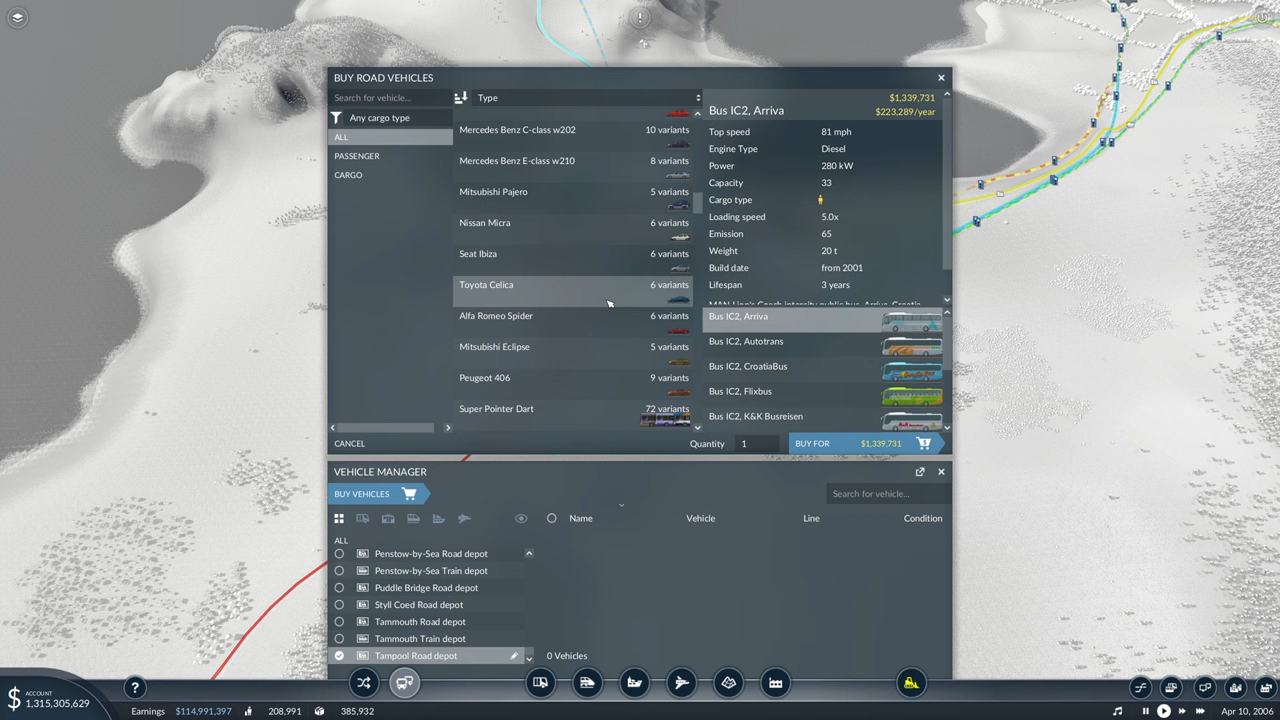 BUY ROAD VEHICLES
Search for vehicle...
Type
Any cargo type
ALL
PASSENGER
CARGO
Mercedes Benz C-class w202 10 variants
Mercedes Benz E-class w210 8 variants
Mitsubishi Pajero 5 variants
Nissan Micra 6 variants
Seat Ibiza 6 variants
Toyota Celica 6 variants
Alfa Romeo Spider 6 variants
Mitsubishi Eclipse 5 variants
Peugeot 406 9 variants
Super Pointer Dart 72 variants
$1,339,731
Bus IC2, Arriva $223,289/year
Top speed 81 mph
Engine Type Diesel
Power 280 kW
Capacity 33
Cargo type
Loading speed 5.0x
Emission 65
Weight 20 t
Build date from 2001
Lifespan 3 years
MAN Lion's Coach intercity public bus, Arriva, Croatia
Bus IC2, Arriva
Bus IC2, Autotrans
Bus IC2, CroatiaBus
Bus IC2, Flixbus
Bus IC2, K&K Busreisen
CANCEL Quantity 1 BUY FOR $1,339,731
VEHICLE MANAGER
BUY VEHICLES Search for vehicle...
Name Vehicle Line Condition
ALL
Penstow-by-Sea Road depot
Penstow-by-Sea Train depot
Puddle Bridge Road depot
Styll Coed Road depot
Tammouth Road depot
Tammouth Train depot
Tampool Road depot 0 Vehicles
$ ACCOUNT
1,315,305,629
?
Earnings $114,991,397 208,991 385,932 Apr 10, 2006